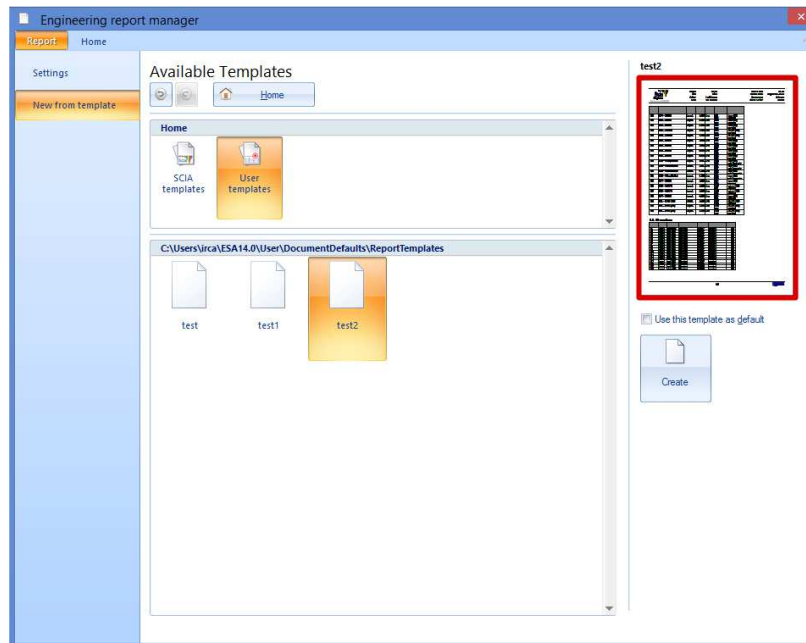 Engineering report manager
Report Home
Settings
New from template
Available Templates
Home
Home
SCIA templates
User templates
C:\Users\irca\ESA14.0\User\DocumentDefaults\ReportTemplates
test
test1
test2
test2
Use this template as default
Create